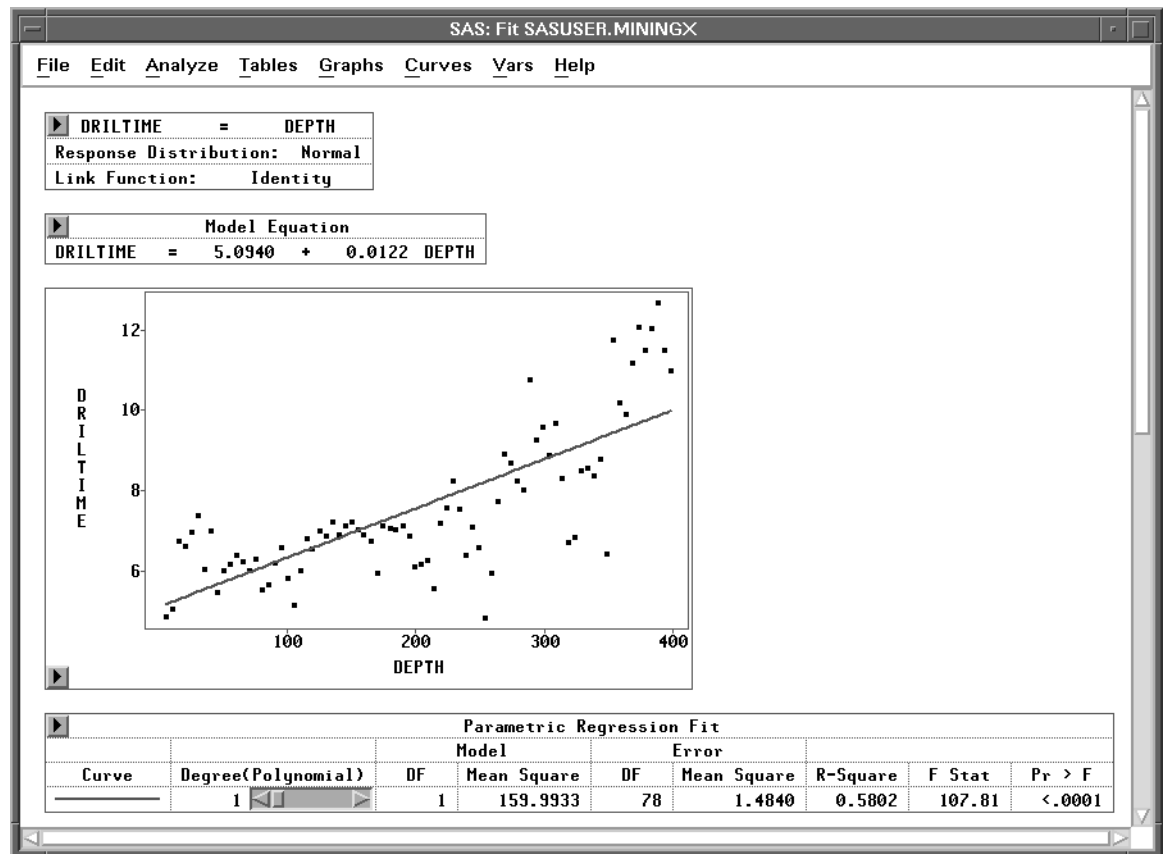 SAS: Fit SASUSER.MININGX
File Edit Analyze Tables Graphs Curves Vars Help
DRILTIME = DEPTH
Response Distribution: Normal
Link Function: Identity
Model Equation
DRILTIME = 5.0940 + 0.0122 DEPTH
12
10
8
6
DRILTIME
100 200 300 400
DEPTH
Parametric Regression Fit
Model Error
Curve Degree(Polynomial) DF Mean Square DF Mean Square R-Square F Stat Pr > F
1 1 159.9933 78 1.4840 0.5802 107.81 <.0001